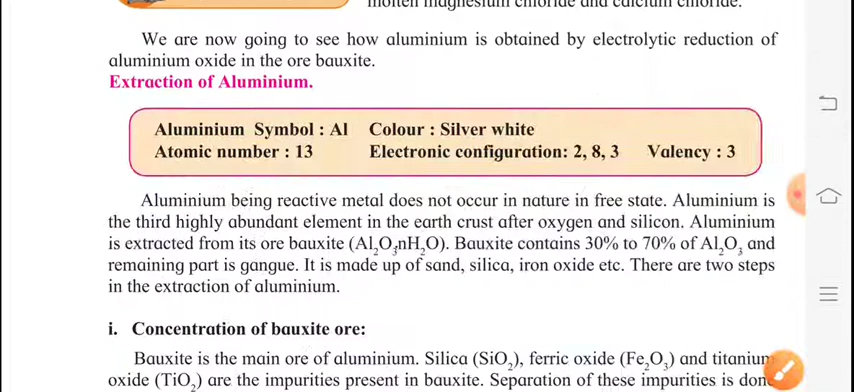 molten magnesium chloride and calcium chloride.
We are now going to see how aluminium is obtained by electrolytic reduction of
aluminium oxide in the ore bauxite.
Extraction of Aluminium.
Aluminium Symbol : Al Colour : Silver white
Atomic number : 13 Electronic configuration: 2, 8, 3 Valency : 3
Aluminium being reactive metal does not occur in nature in free state. Aluminium is
the third highly abundant element in the earth crust after oxygen and silicon. Aluminium
is extracted from its ore bauxite (Al₂O₃nH₂O). Bauxite contains 30% to 70% of Al₂O₃ and
remaining part is gangue. It is made up of sand, silica, iron oxide etc. There are two steps
in the extraction of aluminium.
i. Concentration of bauxite ore:
Bauxite is the main ore of aluminium. Silica (SiO₂), ferric oxide (Fe₂O₃) and titanium
oxide (TiO₂) are the impurities present in bauxite. Separation of these impurities is done